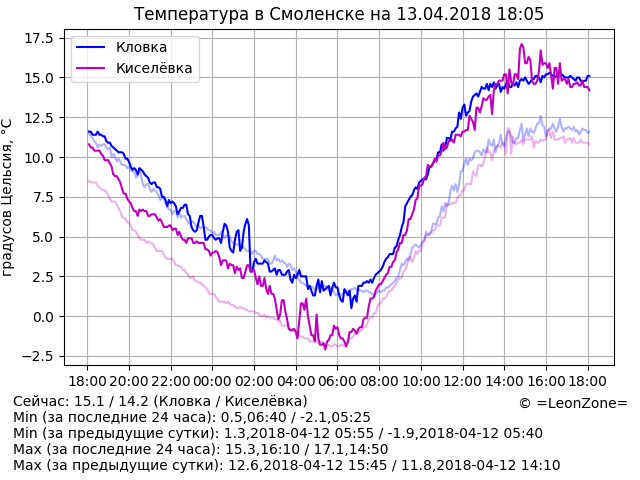 Температура в Смоленске на 13.04.2018 18:05
Кловка
Киселёвка
градусов Цельсия, °C
17.5
15.0
12.5
10.0
7.5
5.0
2.5
0.0
−2.5
18:00 20:00 22:00 00:00 02:00 04:00 06:00 08:00 10:00 12:00 14:00 16:00 18:00
Сейчас: 15.1 / 14.2 (Кловка / Киселёвка)
© =LeonZone=
Min (за последние 24 часа): 0.5,06:40 / -2.1,05:25
Min (за предыдущие сутки): 1.3,2018-04-12 05:55 / -1.9,2018-04-12 05:40
Max (за последние 24 часа): 15.3,16:10 / 17.1,14:50
Max (за предыдущие сутки): 12.6,2018-04-12 15:45 / 11.8,2018-04-12 14:10